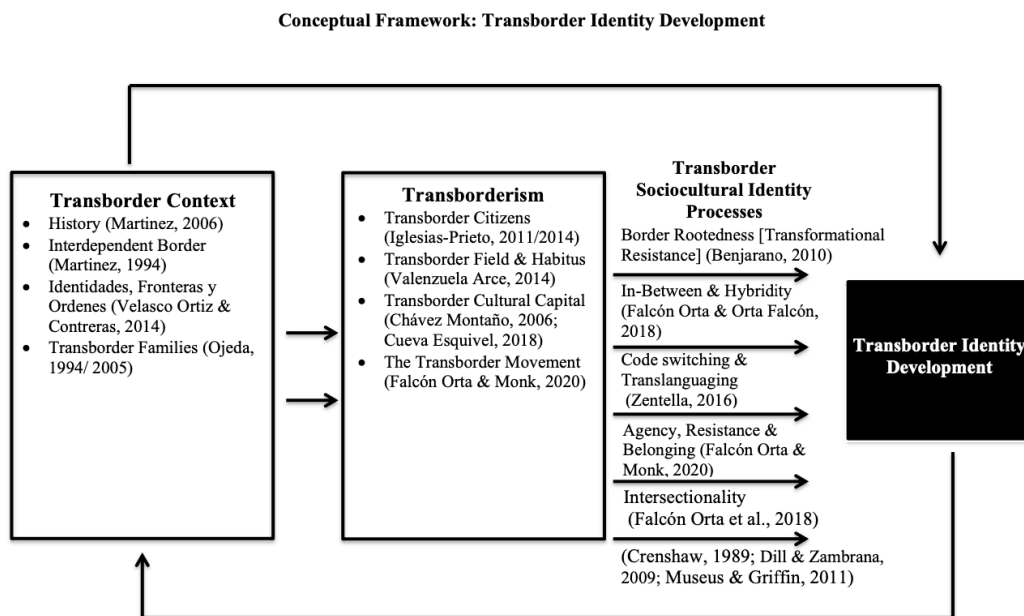 Conceptual Framework: Transborder Identity Development
Transborder Context
• History (Martinez, 2006)
• Interdependent Border
(Martinez, 1994)
• Identidades, Fronteras y
Ordenes (Velasco Ortiz &
Contreras, 2014)
• Transborder Families (Ojeda,
1994/ 2005)
Transborderism
• Transborder Citizens
(Iglesias-Prieto, 2011/2014)
• Transborder Field & Habitus
(Valenzuela Arce, 2014)
• Transborder Cultural Capital
(Chávez Montaño, 2006;
Cueva Esquivel, 2018)
• The Transborder Movement
(Falcón Orta & Monk, 2020)
Transborder
Sociocultural Identity
Processes
Border Rootedness [Transformational
Resistance] (Benjarano, 2010)
In-Between & Hybridity
(Falcón Orta & Orta Falcón,
2018)
Code switching &
Translanguaging
(Zentella, 2016)
Agency, Resistance &
Belonging (Falcón Orta &
Monk, 2020)
Intersectionality
(Falcón Orta et al., 2018)
(Crenshaw, 1989; Dill & Zambrana,
2009; Museus & Griffin, 2011)
Transborder Identity
Development